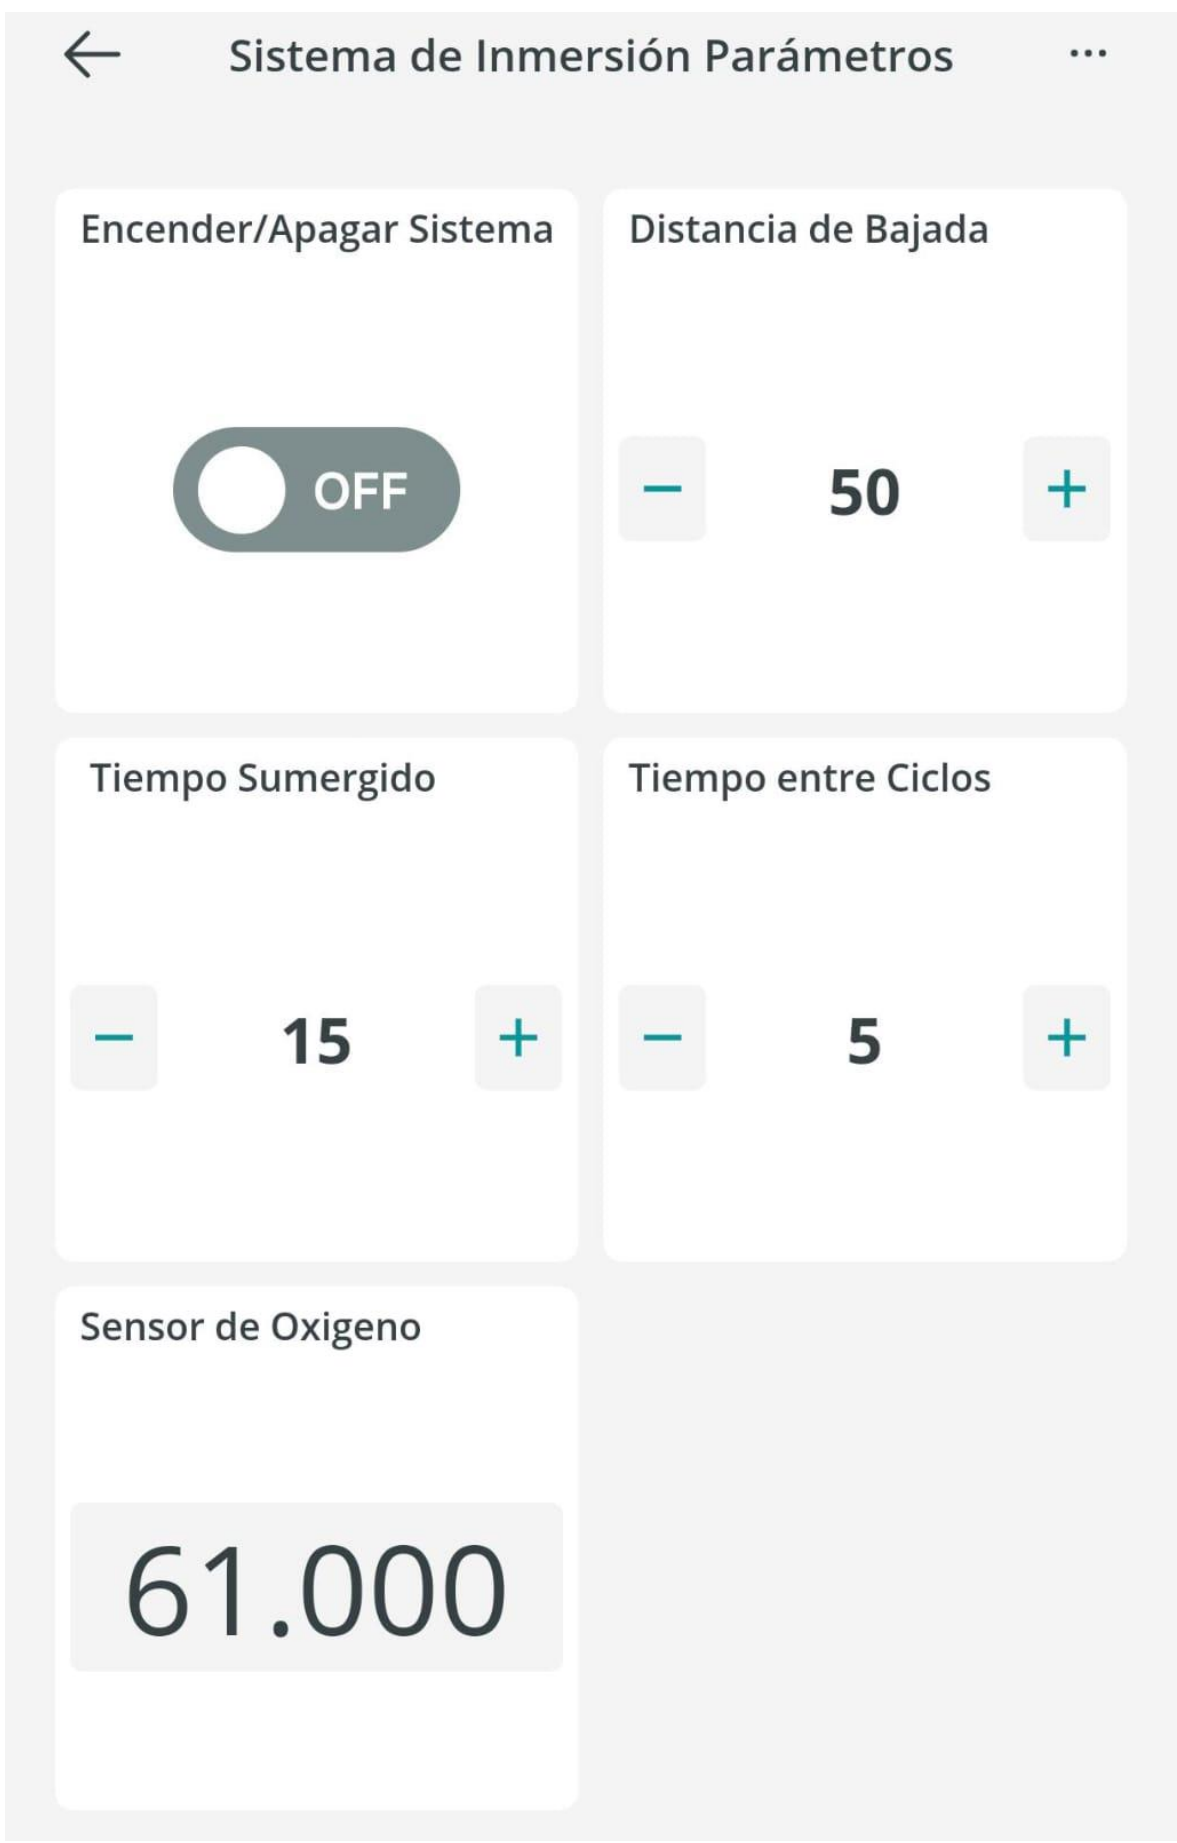 Sistema de Inmersión Parámetros
...
Encender/Apagar Sistema
OFF
Distancia de Bajada
− 50 +
Tiempo Sumergido
− 15 +
Tiempo entre Ciclos
− 5 +
Sensor de Oxigeno
61.000